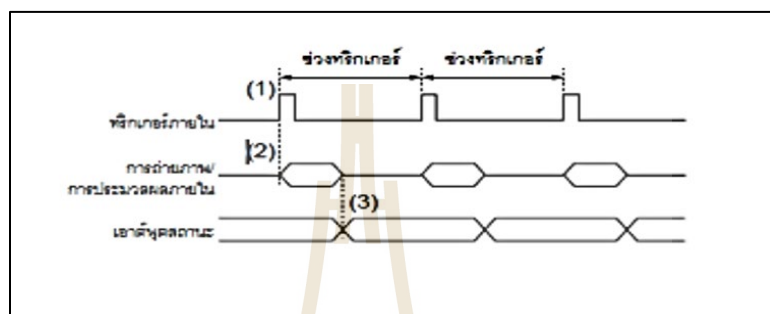 ช่วงทริกเกอร์ ช่วงทริกเกอร์
(1)
ทริกเกอร์ภายใน
(2)
การถ่ายภาพ/
การประมวลผลภายใน
(3)
เอาต์พุตสถานะ